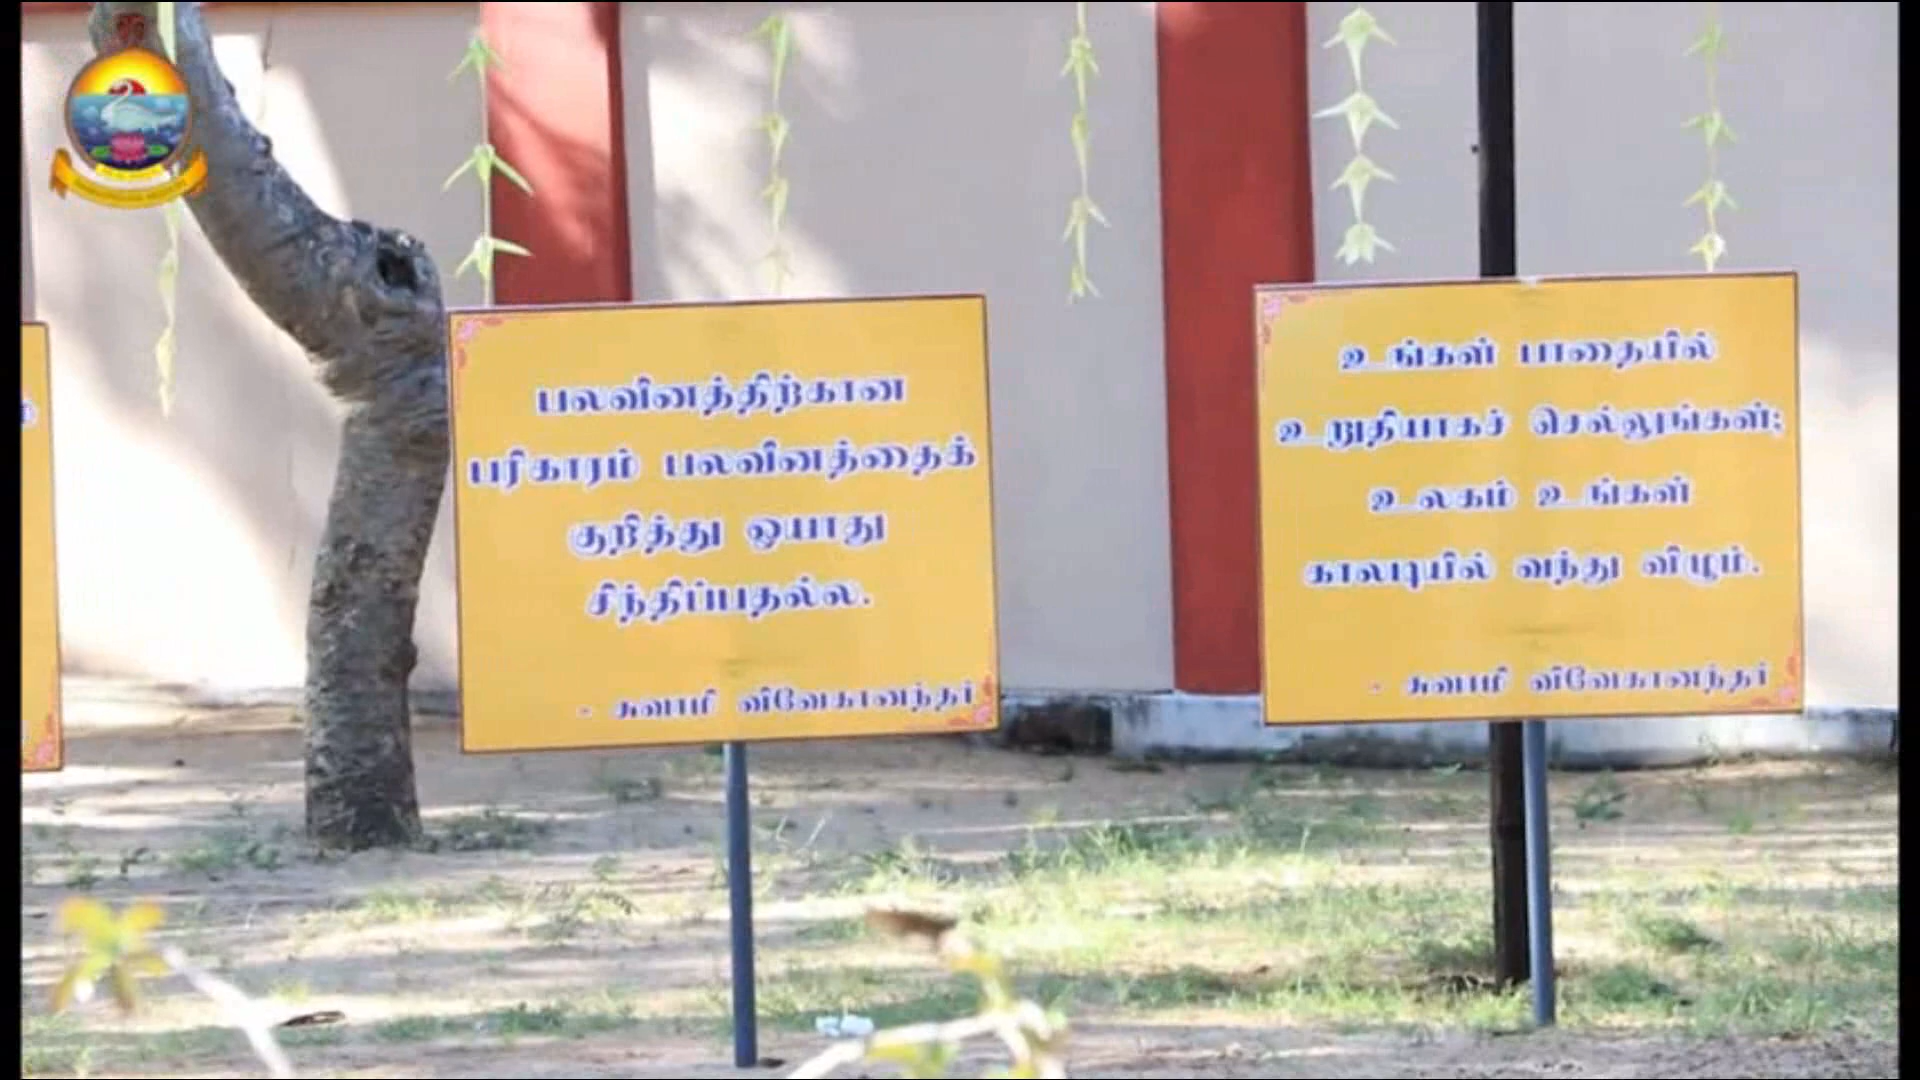 பலவீனத்திற்கான
பரிகாரம் பலவீனத்தைக்
குறித்து ஓயாது
சிந்திப்பதல்ல.
- சுவாமி விவேகானந்தர்
உங்கள் பாதையில்
உறுதியாகச் செல்லுங்கள்;
உலகம் உங்கள்
காலடியில் வந்து விழும்.
- சுவாமி விவேகானந்தர்